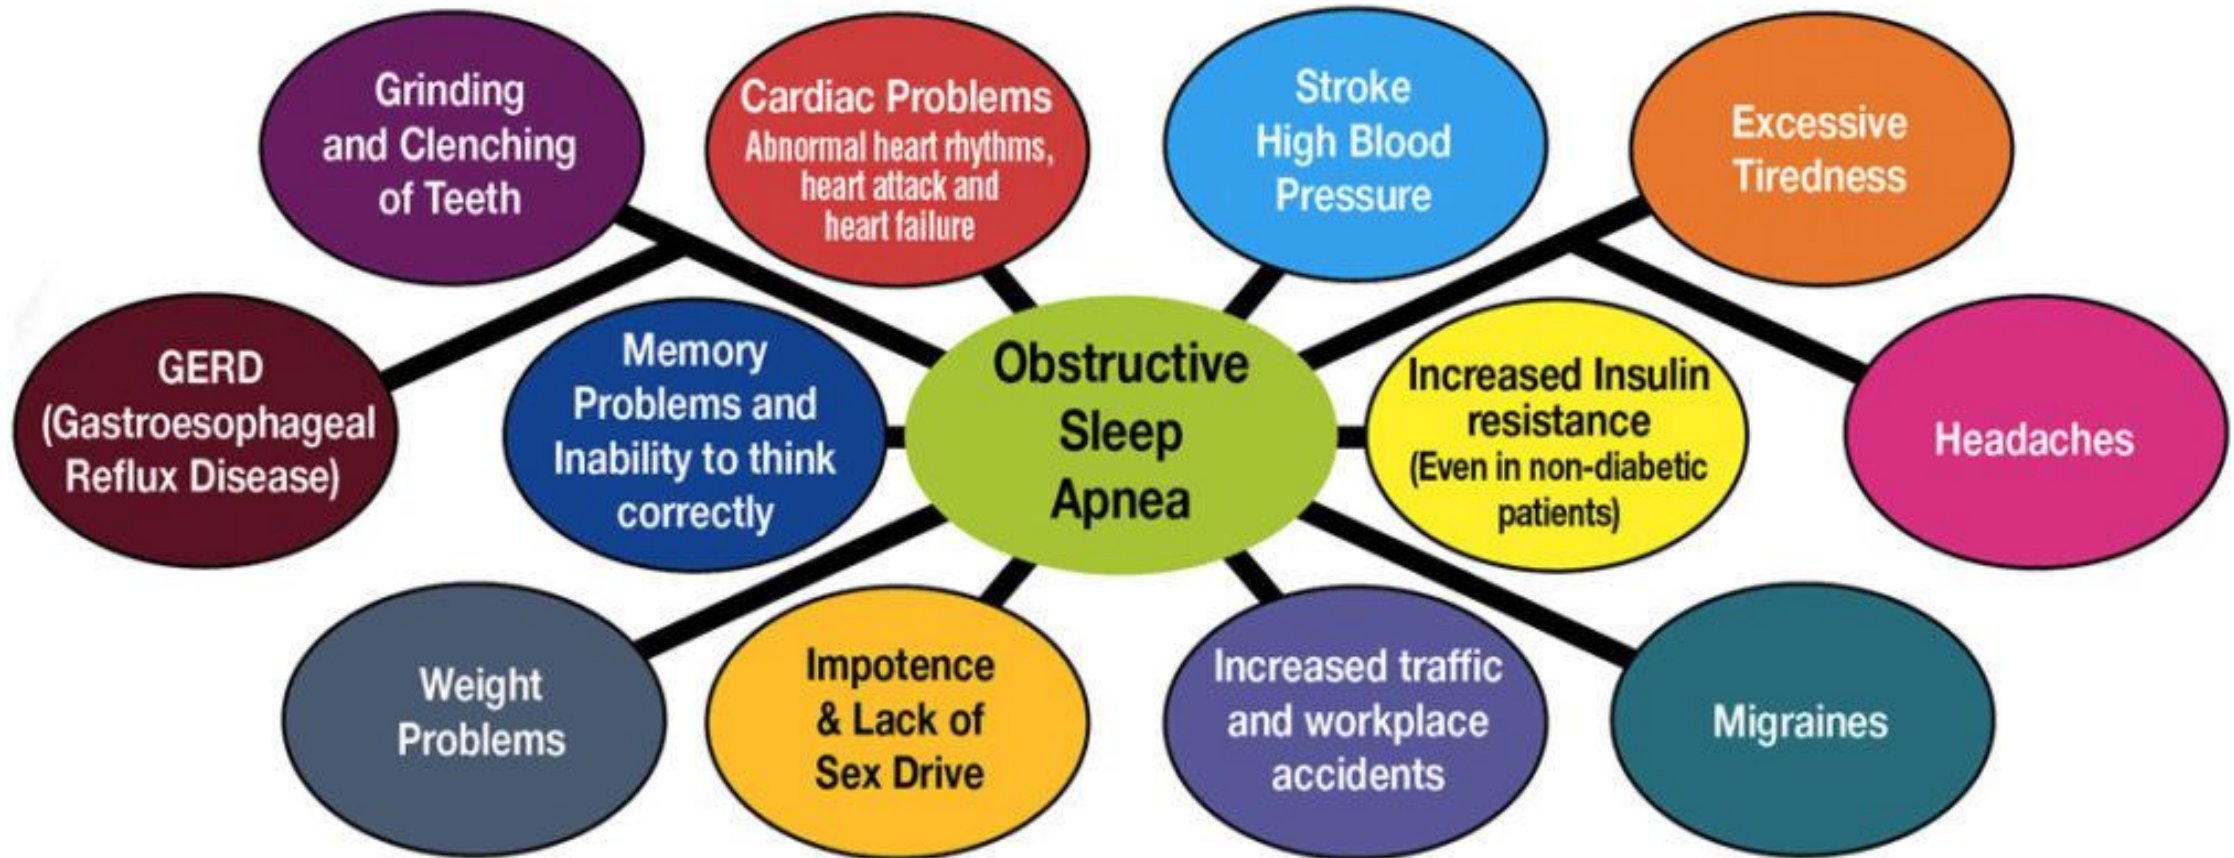 Grinding
and Clenching
of Teeth
Cardiac Problems
Abnormal heart rhythms,
heart attack and
heart failure
Stroke
High Blood
Pressure
Excessive
Tiredness
GERD
(Gastroesophageal
Reflux Disease)
Memory
Problems and
Inability to think
correctly
Obstructive
Sleep
Apnea
Increased Insulin
resistance
(Even in non-diabetic
patients)
Headaches
Weight
Problems
Impotence
& Lack of
Sex Drive
Increased traffic
and workplace
accidents
Migraines